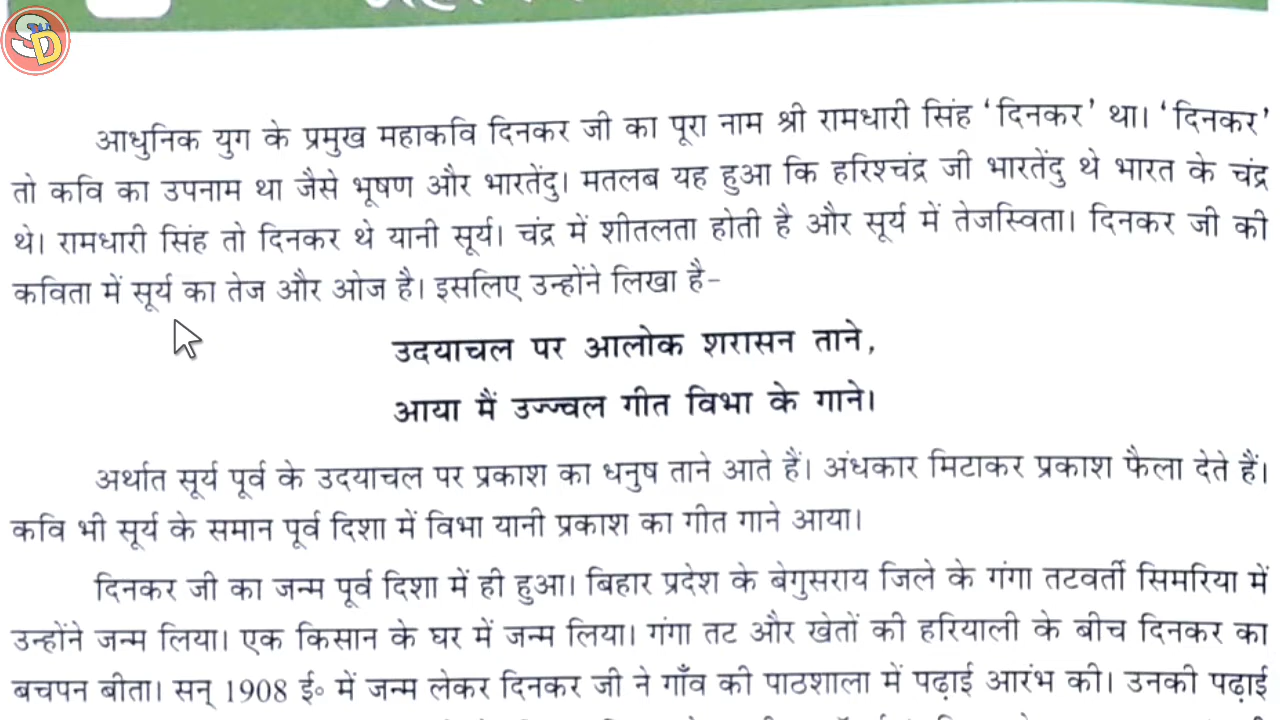 SD
आधुनिक युग के प्रमुख महाकवि दिनकर जी का पूरा नाम श्री रामधारी सिंह ‘दिनकर’ था। ‘दिनकर’
तो कवि का उपनाम था जैसे भूषण और भारतेंदु। मतलब यह हुआ कि हरिश्चंद्र जी भारतेंदु थे भारत के चंद्र
थे। रामधारी सिंह तो दिनकर थे यानी सूर्य। चंद्र में शीतलता होती है और सूर्य में तेजस्विता। दिनकर जी की
कविता में सूर्य का तेज और ओज है। इसलिए उन्होंने लिखा है-
उदयाचल पर आलोक शरासन ताने,
आया मैं उज्ज्वल गीत विभा के गाने।
अर्थात सूर्य पूर्व के उदयाचल पर प्रकाश का धनुष ताने आते हैं। अंधकार मिटाकर प्रकाश फैला देते हैं।
कवि भी सूर्य के समान पूर्व दिशा में विभा यानी प्रकाश का गीत गाने आया।
दिनकर जी का जन्म पूर्व दिशा में ही हुआ। बिहार प्रदेश के बेगुसराय जिले के गंगा तटवर्ती सिमरिया में
उन्होंने जन्म लिया। एक किसान के घर में जन्म लिया। गंगा तट और खेतों की हरियाली के बीच दिनकर का
बचपन बीता। सन् 1908 ई॰ में जन्म लेकर दिनकर जी ने गाँव की पाठशाला में पढ़ाई आरंभ की। उनकी पढ़ाई